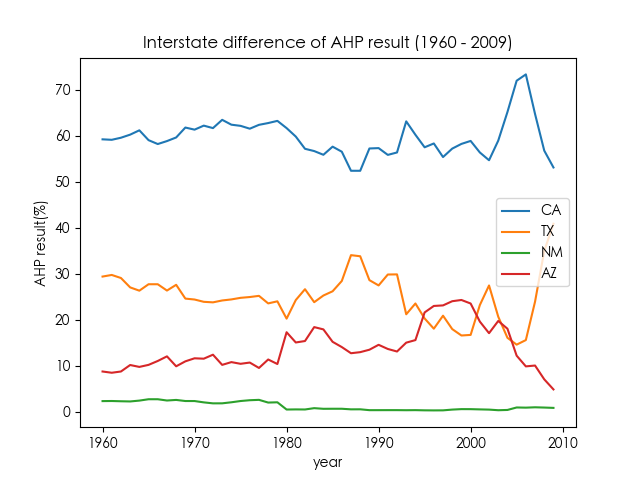 Interstate difference of AHP result (1960 - 2009)
AHP result(%)
70
60
50
40
30
20
10
0
CA
TX
NM
AZ
1960 1970 1980 1990 2000 2010
year